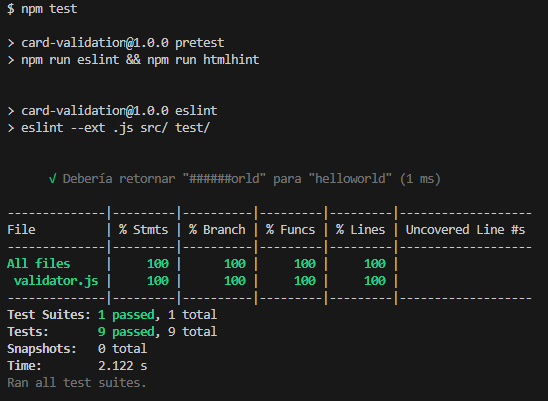 $ npm test
> card-validation@1.0.0 pretest
> npm run eslint && npm run htmlhint
> card-validation@1.0.0 eslint
> eslint --ext .js src/ test/
√ Debería retornar "######orld" para "helloworld" (1 ms)
--------------|---------|----------|---------|---------|-------------------
File          | % Stmts | % Branch | % Funcs | % Lines | Uncovered Line #s
--------------|---------|----------|---------|---------|-------------------
All files     |     100 |      100 |     100 |     100 |
 validator.js |     100 |      100 |     100 |     100 |
--------------|---------|----------|---------|---------|-------------------
Test Suites: 1 passed, 1 total
Tests:       9 passed, 9 total
Snapshots:   0 total
Time:        2.122 s
Ran all test suites.